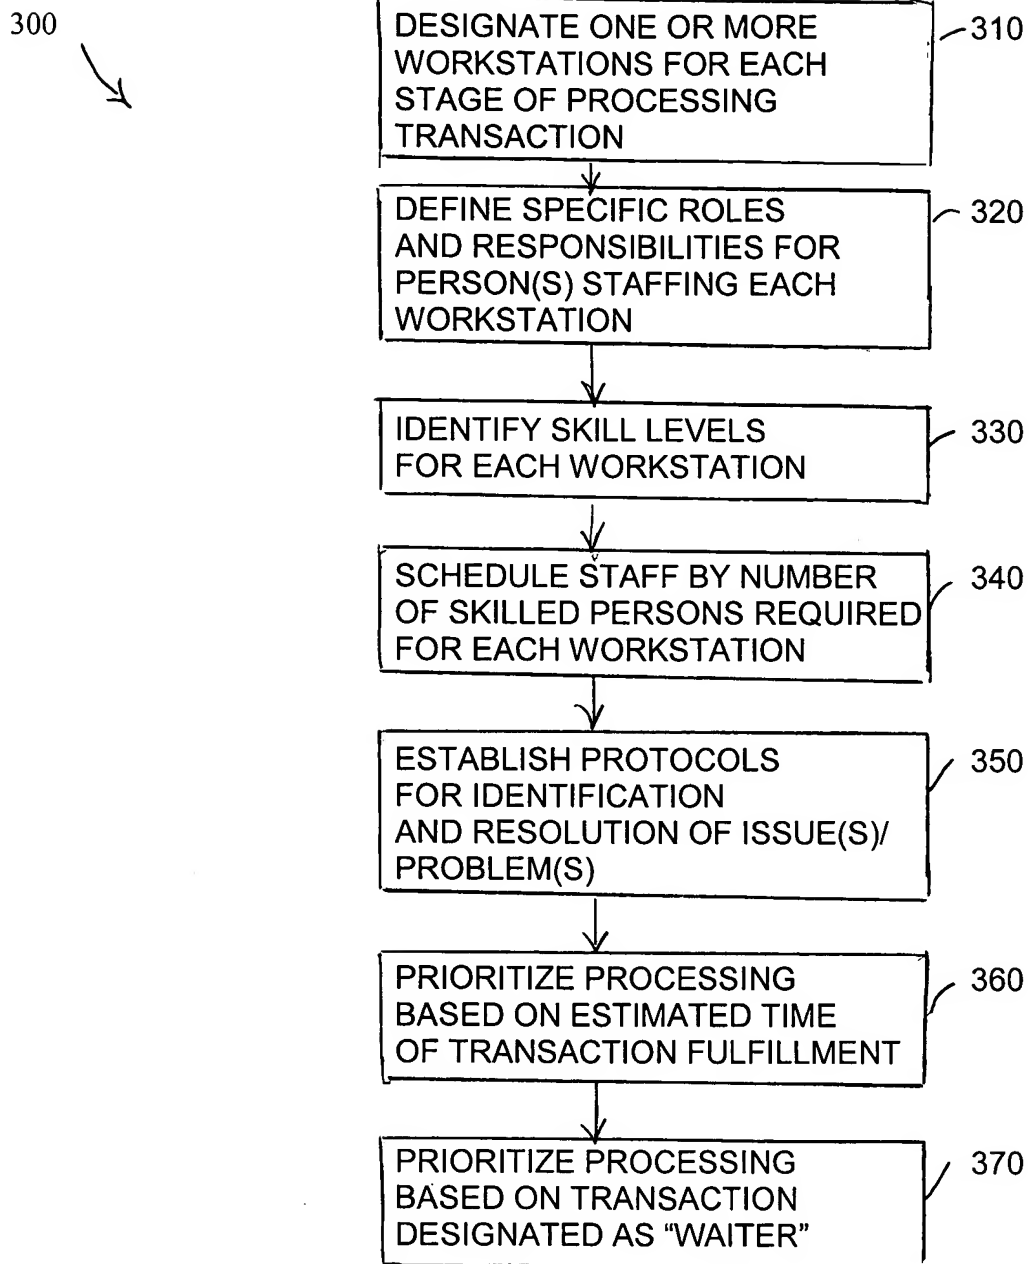 300
DESIGNATE ONE OR MORE
WORKSTATIONS FOR EACH
STAGE OF PROCESSING
TRANSACTION
310
DEFINE SPECIFIC ROLES
AND RESPONSIBILITIES FOR
PERSON(S) STAFFING EACH
WORKSTATION
320
IDENTIFY SKILL LEVELS
FOR EACH WORKSTATION
330
SCHEDULE STAFF BY NUMBER
OF SKILLED PERSONS REQUIRED
FOR EACH WORKSTATION
340
ESTABLISH PROTOCOLS
FOR IDENTIFICATION
AND RESOLUTION OF ISSUE(S)/
PROBLEM(S)
350
PRIORITIZE PROCESSING
BASED ON ESTIMATED TIME
OF TRANSACTION FULFILLMENT
360
PRIORITIZE PROCESSING
BASED ON TRANSACTION
DESIGNATED AS “WAITER”
370